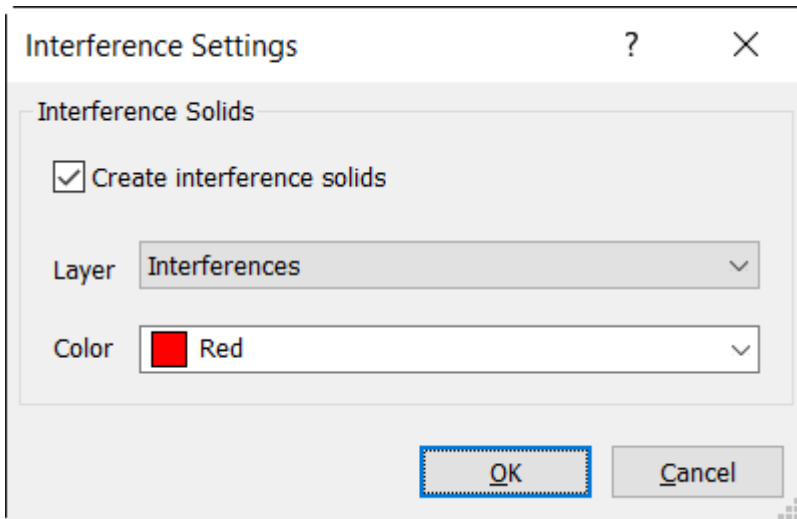 Interference Settings ?
Interference Solids
Create interference solids
Layer Interferences
Color Red
OK Cancel